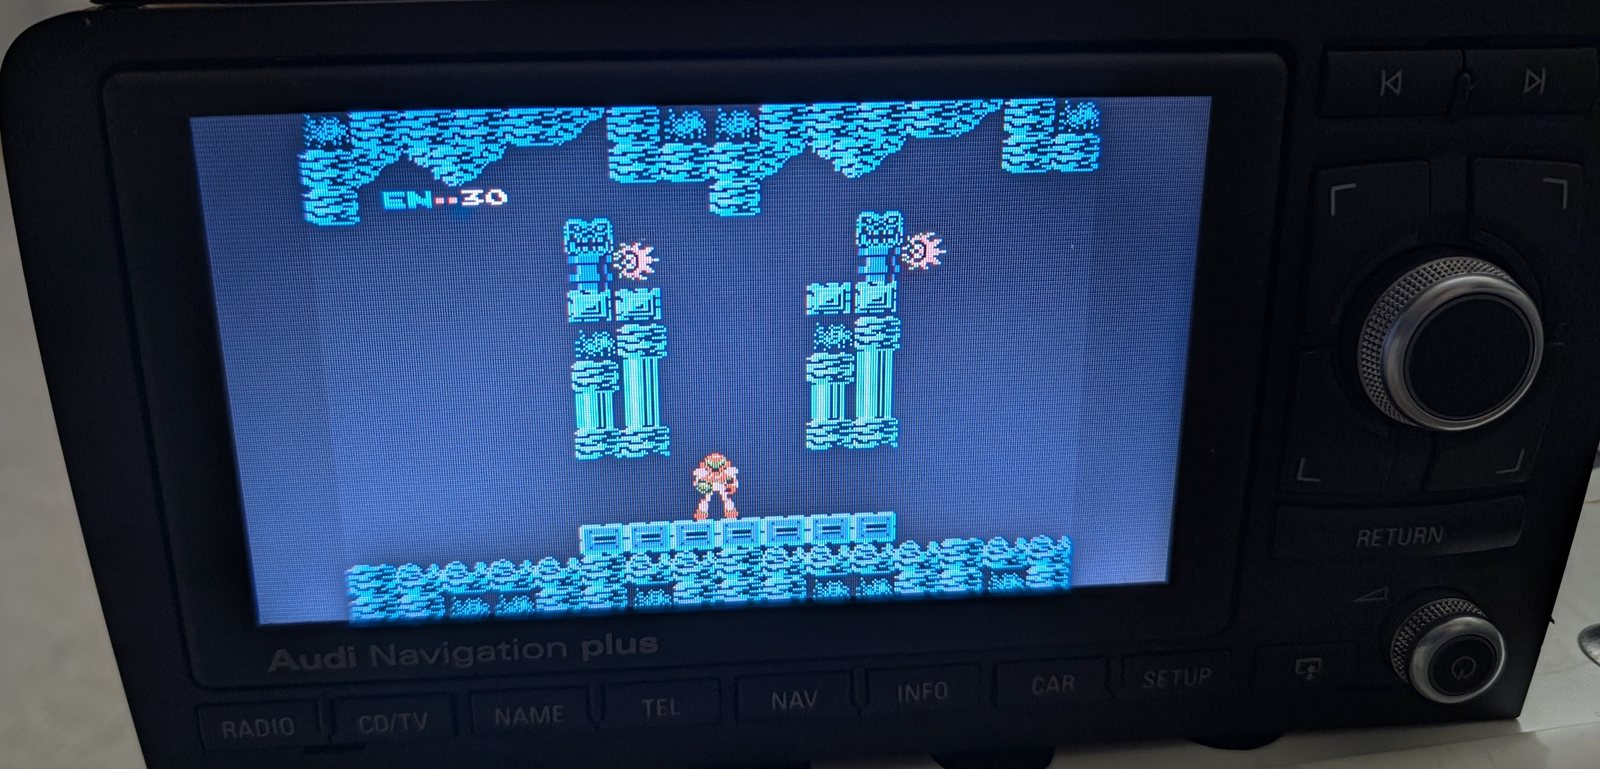 EN..30
RETURN
Audi Navigation plus
RADIO
CD/TV
NAME
TEL
NAV
INFO
CAR
SETUP